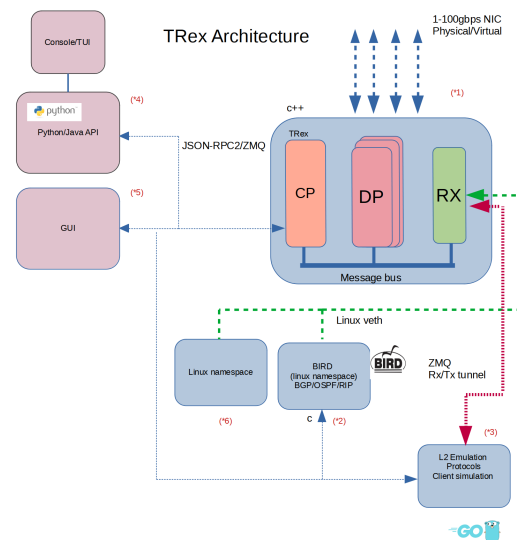 TRex Architecture
1-100gbps NIC
Physical/Virtual
Console/TUI
(*4)
python
Python/Java API
(*1)
c++
TRex
JSON-RPC2/ZMQ
CP
DP
RX
(*5)
GUI
Message bus
Linux veth
Linux namespace
BIRD
(linux namespace)
BGP/OSPF/RIP
BIRD
ZMQ
Rx/Tx tunnel
(*6)
c
(*2)
(*3)
L2 Emulation
Protocols
Client simulation
GO